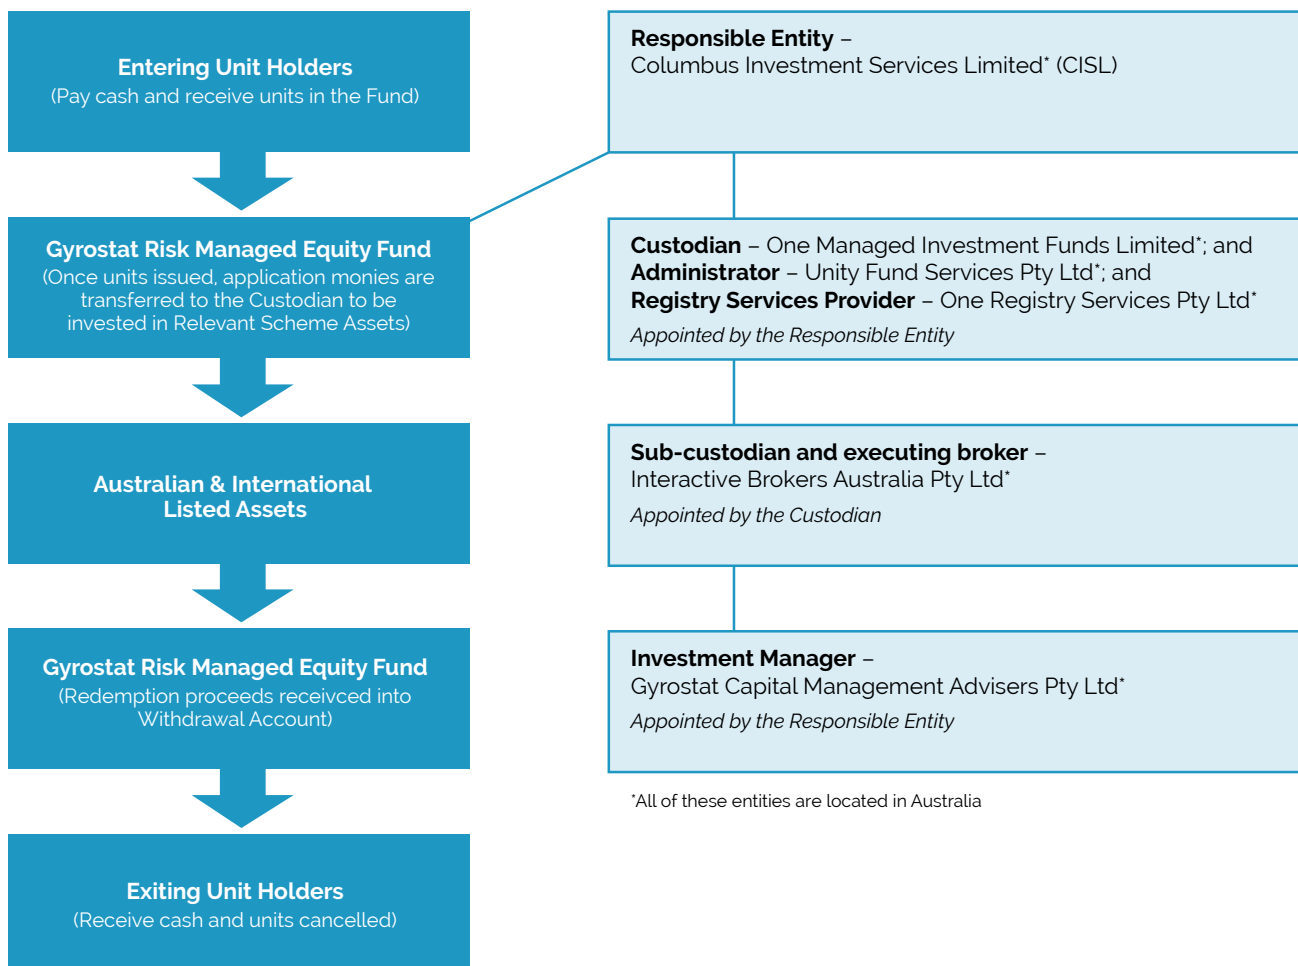 Entering Unit Holders
(Pay cash and receive units in the Fund)
Gyrostat Risk Managed Equity Fund
(Once units issued, application monies are
transferred to the Custodian to be
invested in Relevant Scheme Assets)
Australian & International
Listed Assets
Gyrostat Risk Managed Equity Fund
(Redemption proceeds receivced into
Withdrawal Account)
Exiting Unit Holders
(Receive cash and units cancelled)
Responsible Entity –
Columbus Investment Services Limited* (CISL)
Custodian – One Managed Investment Funds Limited*; and
Administrator – Unity Fund Services Pty Ltd*; and
Registry Services Provider – One Registry Services Pty Ltd*
Appointed by the Responsible Entity
Sub-custodian and executing broker –
Interactive Brokers Australia Pty Ltd*
Appointed by the Custodian
Investment Manager –
Gyrostat Capital Management Advisers Pty Ltd*
Appointed by the Responsible Entity
*All of these entities are located in Australia